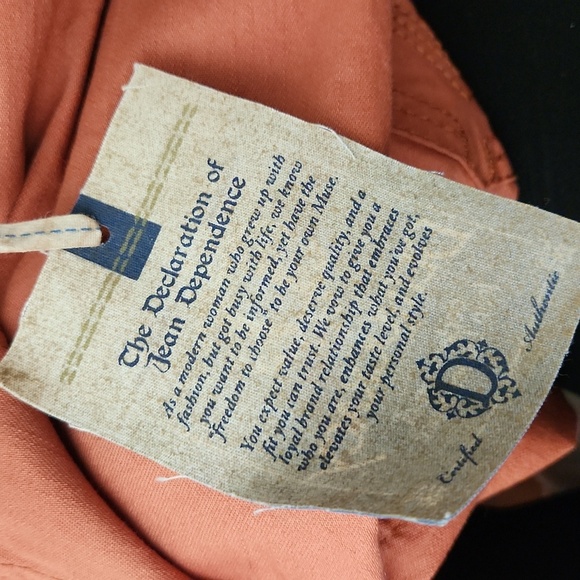 The Declaration of
Jean Dependence
As a modern women who grew up with
fashion, but got busy with life, we know
you want to be informed, yet have the
freedom to choose to be your own Muse.
You expect value, deserve quality, and a
fit you can trust. We vow to give you a
loyal brand relationship that embraces
who you are, enhances what you've got,
elevates your taste level, and evolves
your personal style.
Certified
D
Authentic